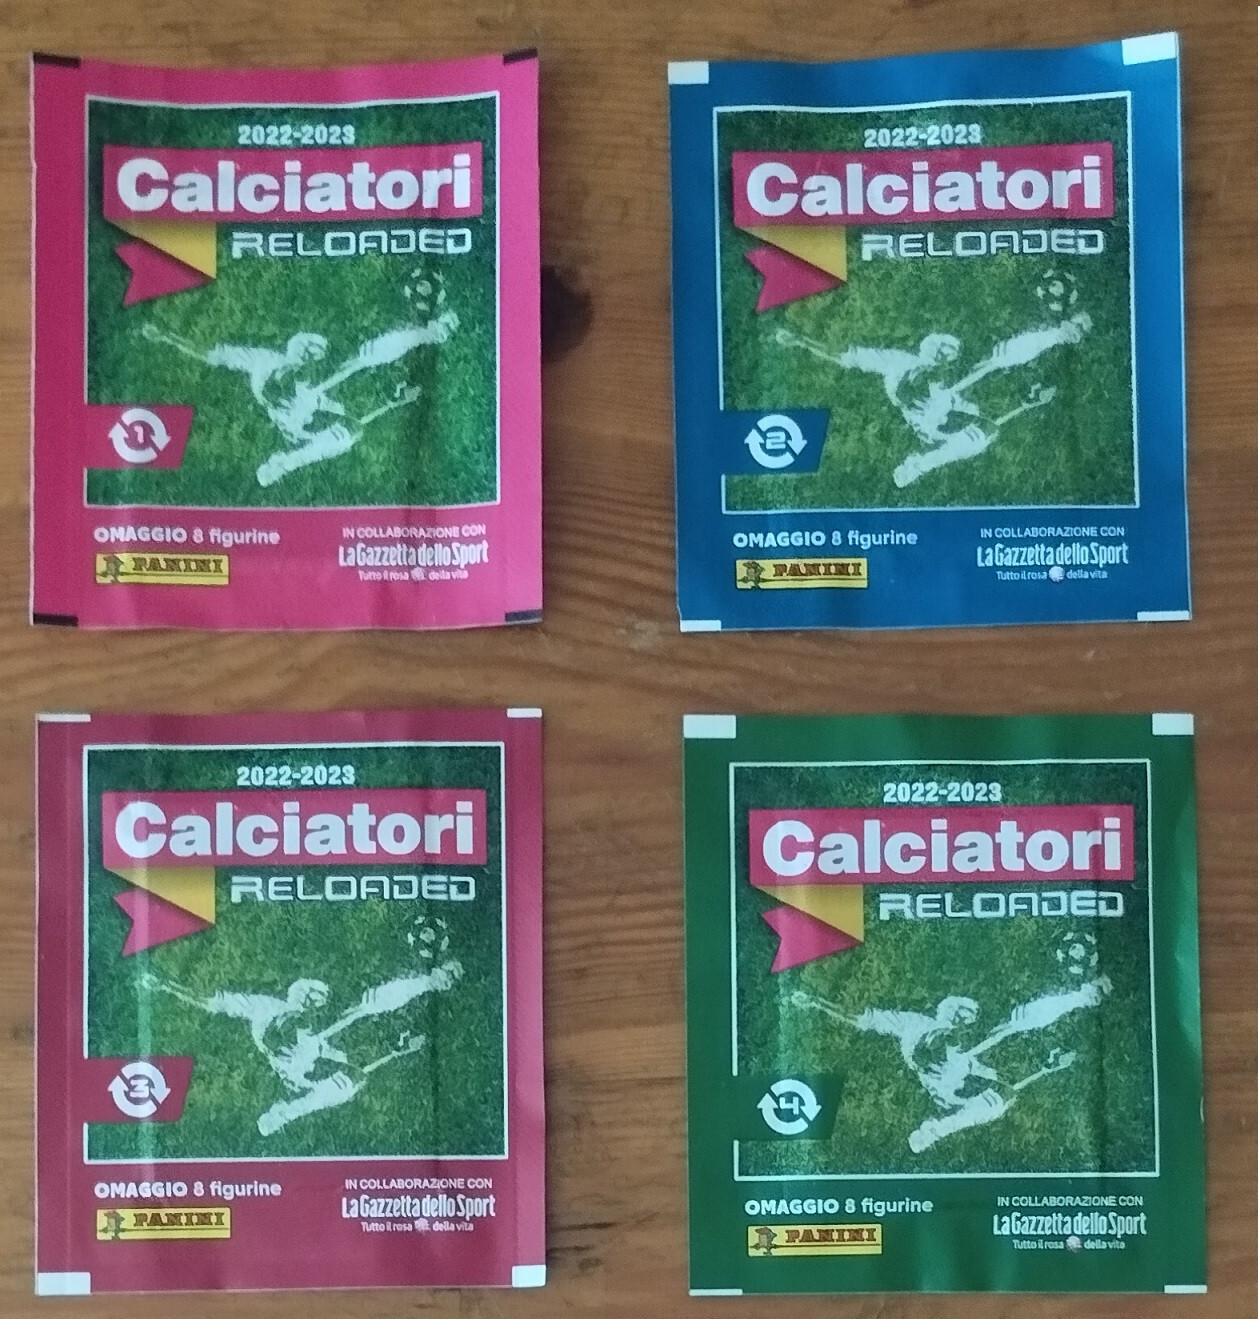 2022-2023
Calciatori
RELOADED
1
OMAGGIO 8 figurine
PANINI
IN COLLABORAZIONE CON
La Gazzetta dello Sport
Tutto il rosa della vita
2022-2023
Calciatori
RELOADED
2
OMAGGIO 8 figurine
PANINI
IN COLLABORAZIONE CON
La Gazzetta dello Sport
Tutto il rosa della vita
2022-2023
Calciatori
RELOADED
3
OMAGGIO 8 figurine
PANINI
IN COLLABORAZIONE CON
La Gazzetta dello Sport
Tutto il rosa della vita
2022-2023
Calciatori
RELOADED
4
OMAGGIO 8 figurine
PANINI
IN COLLABORAZIONE CON
La Gazzetta dello Sport
Tutto il rosa della vita